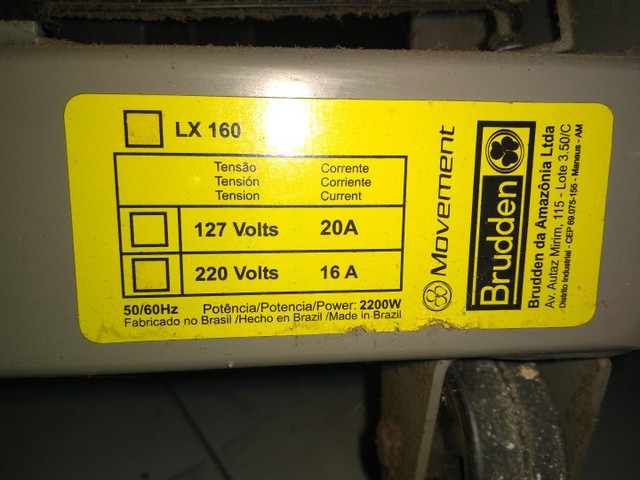 LX 160
Tensão Corrente
Tensión Corriente
Tension Current
127 Volts 20A
220 Volts 16 A
50/60Hz Potência/Potencia/Power: 2200W
Fabricado no Brasil /Hecho en Brazil /Made in Brazil
Movement
Brudden
Brudden da Amazônia Ltda
Av. Autaz Mirim, 115 - Lote 3.50/C
Distrito Industrial - CEP 69.075-155 - Manaus - AM